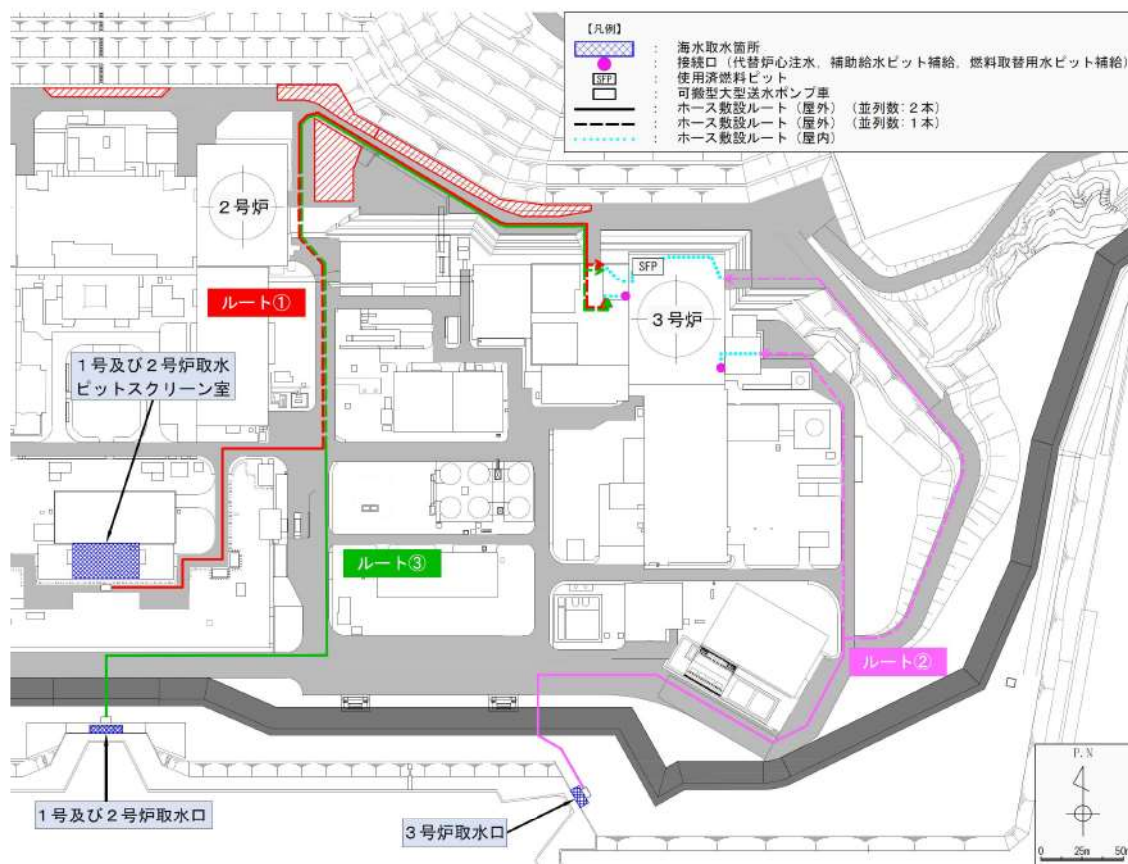 【凡例】
： 海水取水箇所
： 接続口（代替炉心注水，補助給水ピット補給，燃料取替用水ピット補給）
SFP ： 使用済燃料ピット
： 可搬型大型送水ポンプ車
： ホース敷設ルート（屋外）（並列数：2本）
： ホース敷設ルート（屋外）（並列数：1本）
： ホース敷設ルート（屋内）
2号炉
SFP
3号炉
ルート①
1号及び2号炉取水
ピットスクリーン室
ルート③
ルート②
1号及び2号炉取水口
3号炉取水口
P.N
0 25m 50m